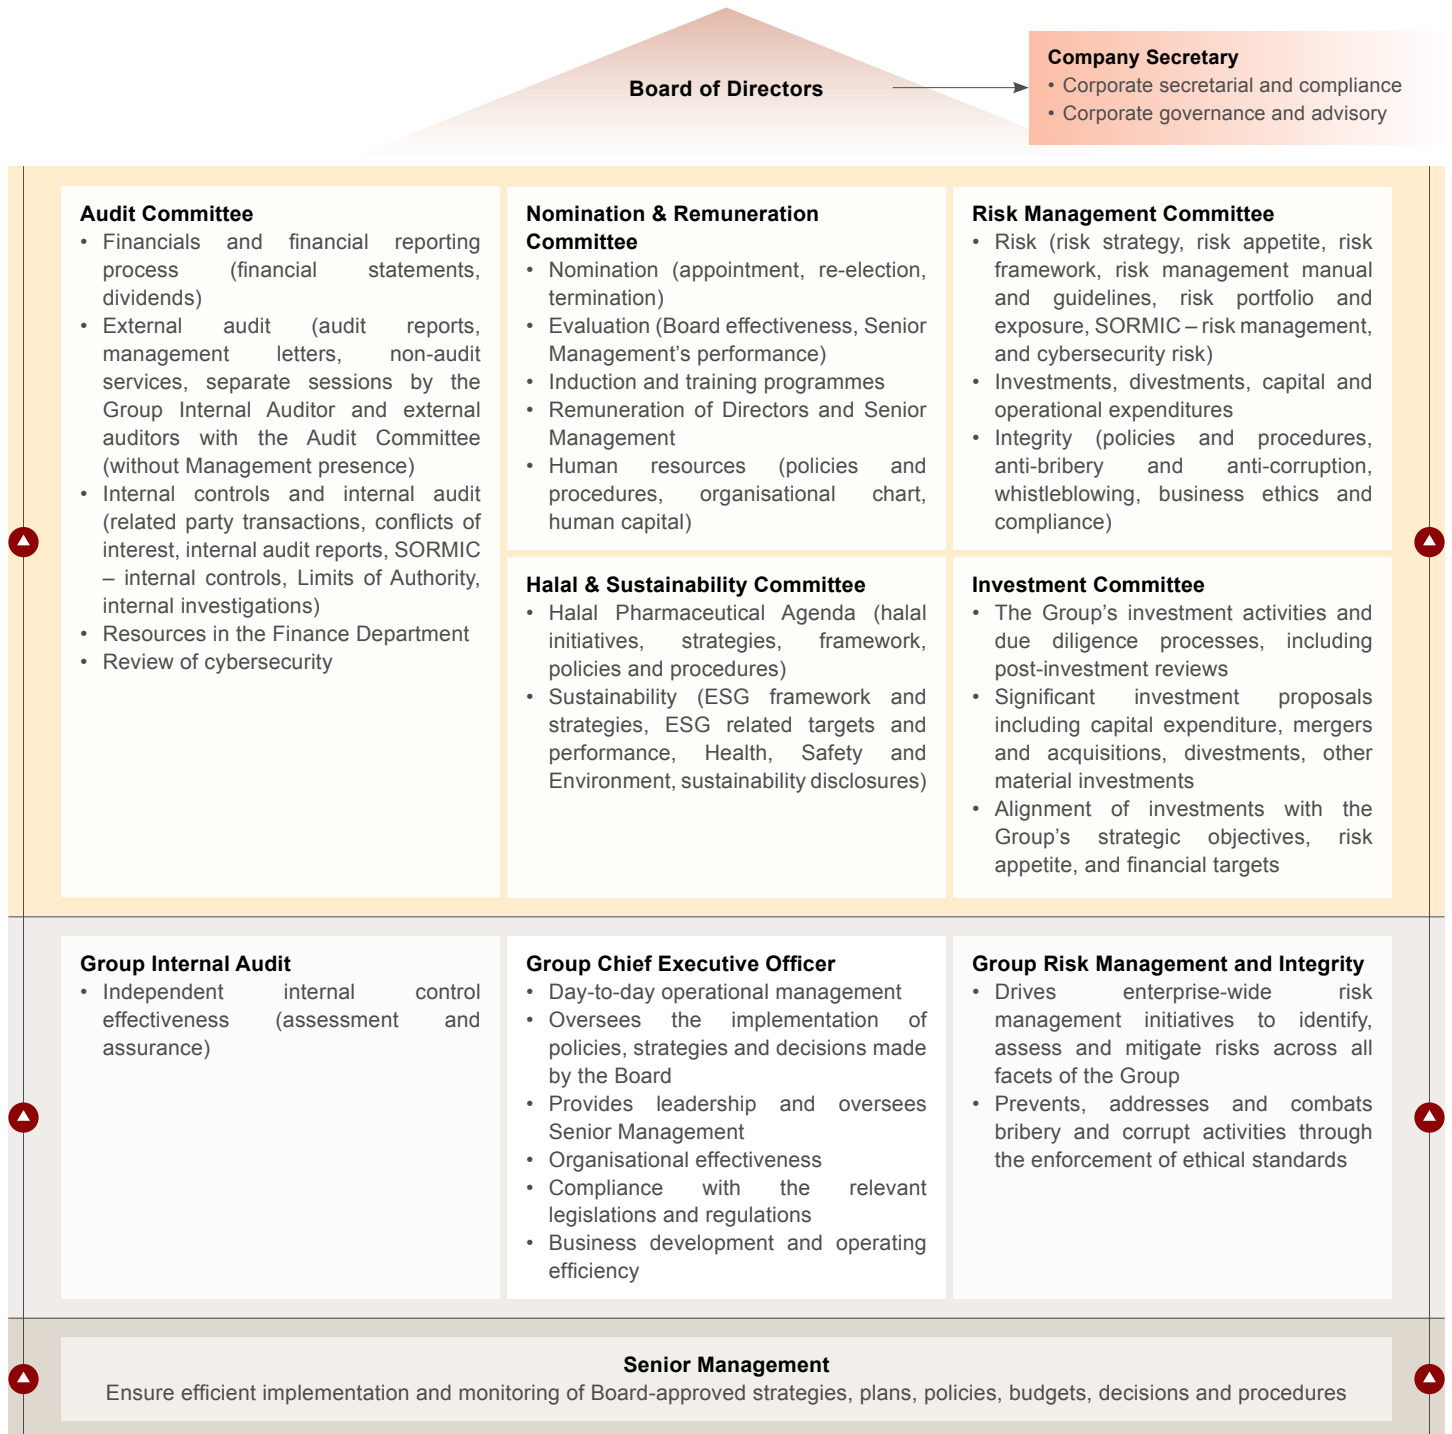 Board of Directors
Company Secretary
• Corporate secretarial and compliance
• Corporate governance and advisory
Audit Committee
• Financials and financial reporting
process (financial statements,
dividends)
• External audit (audit reports,
management letters, non-audit
services, separate sessions by the
Group Internal Auditor and external
auditors with the Audit Committee
(without Management presence)
• Internal controls and internal audit
(related party transactions, conflicts of
interest, internal audit reports, SORMIC
– internal controls, Limits of Authority,
internal investigations)
• Resources in the Finance Department
• Review of cybersecurity
Nomination & Remuneration
Committee
• Nomination (appointment, re-election,
termination)
• Evaluation (Board effectiveness, Senior
Management's performance)
• Induction and training programmes
• Remuneration of Directors and Senior
Management
• Human resources (policies and
procedures, organisational chart,
human capital)
Risk Management Committee
• Risk (risk strategy, risk appetite, risk
framework, risk management manual
and guidelines, risk portfolio and
exposure, SORMIC – risk management,
and cybersecurity risk)
• Investments, divestments, capital and
operational expenditures
• Integrity (policies and procedures,
anti-bribery and anti-corruption,
whistleblowing, business ethics and
compliance)
Halal & Sustainability Committee
• Halal Pharmaceutical Agenda (halal
initiatives, strategies, framework,
policies and procedures)
• Sustainability (ESG framework and
strategies, ESG related targets and
performance, Health, Safety and
Environment, sustainability disclosures)
Investment Committee
• The Group's investment activities and
due diligence processes, including
post-investment reviews
• Significant investment proposals
including capital expenditure, mergers
and acquisitions, divestments, other
material investments
• Alignment of investments with the
Group's strategic objectives, risk
appetite, and financial targets
Group Internal Audit
• Independent internal control
effectiveness (assessment and
assurance)
Group Chief Executive Officer
• Day-to-day operational management
• Oversees the implementation of
policies, strategies and decisions made
by the Board
• Provides leadership and oversees
Senior Management
• Organisational effectiveness
• Compliance with the relevant
legislations and regulations
• Business development and operating
efficiency
Group Risk Management and Integrity
• Drives enterprise-wide risk
management initiatives to identify,
assess and mitigate risks across all
facets of the Group
• Prevents, addresses and combats
bribery and corrupt activities through
the enforcement of ethical standards
Senior Management
Ensure efficient implementation and monitoring of Board-approved strategies, plans, policies, budgets, decisions and procedures